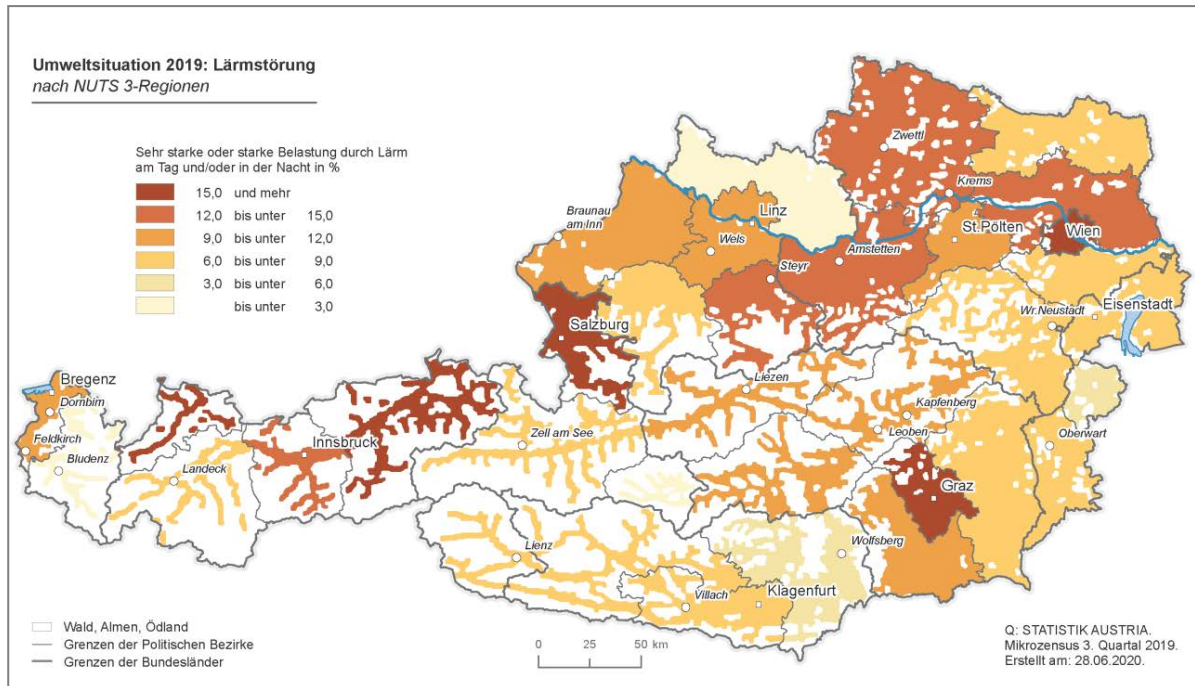 Umweltsituation 2019: Lärmstörung
nach NUTS 3-Regionen
Sehr starke oder starke Belastung durch Lärm
am Tag und/oder in der Nacht in %
15,0 und mehr
12,0 bis unter 15,0
9,0 bis unter 12,0
6,0 bis unter 9,0
3,0 bis unter 6,0
bis unter 3,0
Zwettl
Krems
Braunau
am Inn
Linz
Wels
St.Pölten
Wien
Amstetten
Steyr
Eisenstadt
Wr.Neustadt
Salzburg
Bregenz
Dornbirn
Liezen
Kapfenberg
Feldkirch
Innsbruck
Zell am See
Leoben
Oberwart
Bludenz
Landeck
Graz
Lienz
Wolfsberg
Villach
Klagenfurt
Wald, Almen, Ödland
Grenzen der Politischen Bezirke
Grenzen der Bundesländer
0 25 50 km
Q: STATISTIK AUSTRIA.
Mikrozensus 3. Quartal 2019.
Erstellt am: 28.06.2020.